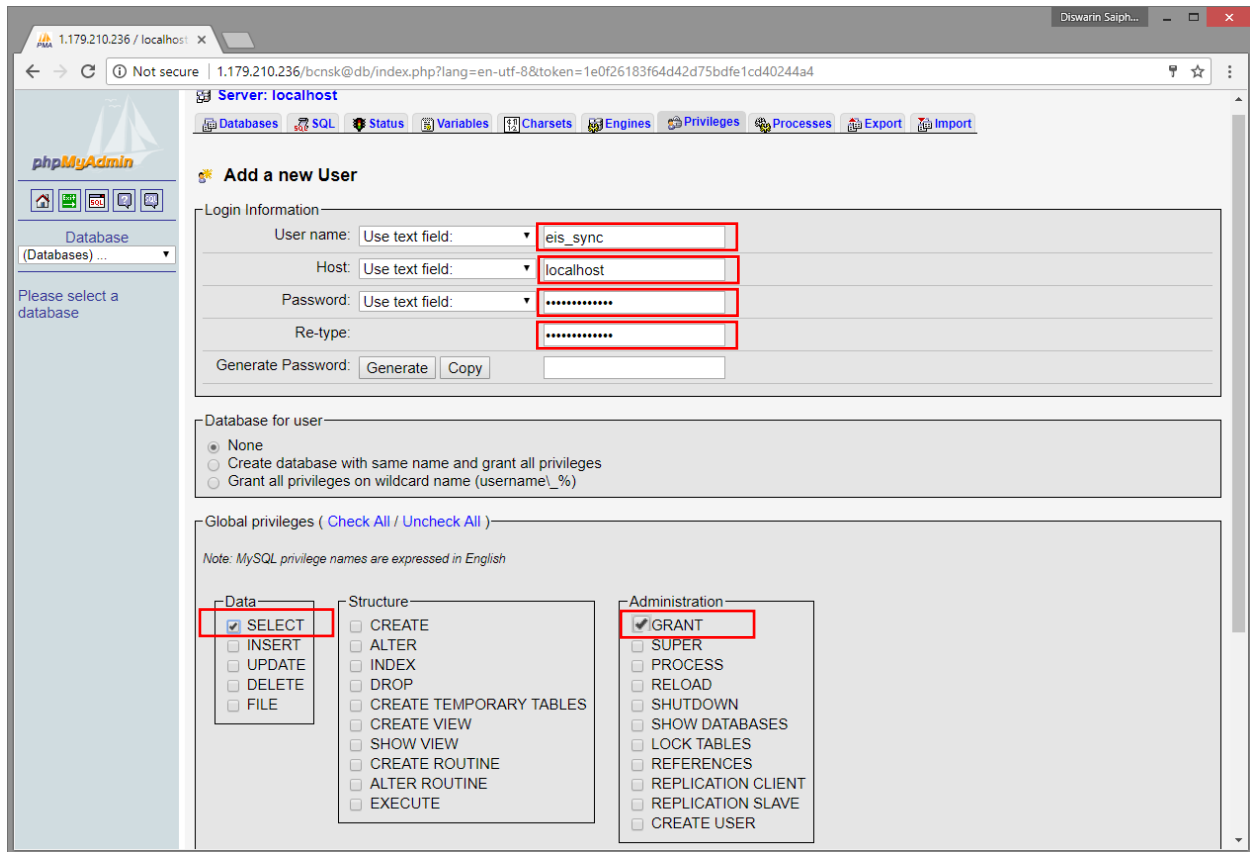 Diswarin Saiph...
1.179.210.236 / localhost
Not secure | 1.179.210.236/bcnsk@db/index.php?lang=en-utf-8&token=1e0f26183f64d42d75bdfe1cd40244a4
phpMyAdmin
Database
(Databases) ...
Please select a
database
Server: localhost
Databases SQL Status Variables Charsets Engines Privileges Processes Export Import
Add a new User
Login Information
User name: Use text field: eis_sync
Host: Use text field: localhost
Password: Use text field: •••••••••••••
Re-type: •••••••••••••
Generate Password: Generate Copy
Database for user
None
Create database with same name and grant all privileges
Grant all privileges on wildcard name (username\_%)
Global privileges ( Check All / Uncheck All )
Note: MySQL privilege names are expressed in English
Data
SELECT
INSERT
UPDATE
DELETE
FILE
Structure
CREATE
ALTER
INDEX
DROP
CREATE TEMPORARY TABLES
CREATE VIEW
SHOW VIEW
CREATE ROUTINE
ALTER ROUTINE
EXECUTE
Administration
GRANT
SUPER
PROCESS
RELOAD
SHUTDOWN
SHOW DATABASES
LOCK TABLES
REFERENCES
REPLICATION CLIENT
REPLICATION SLAVE
CREATE USER